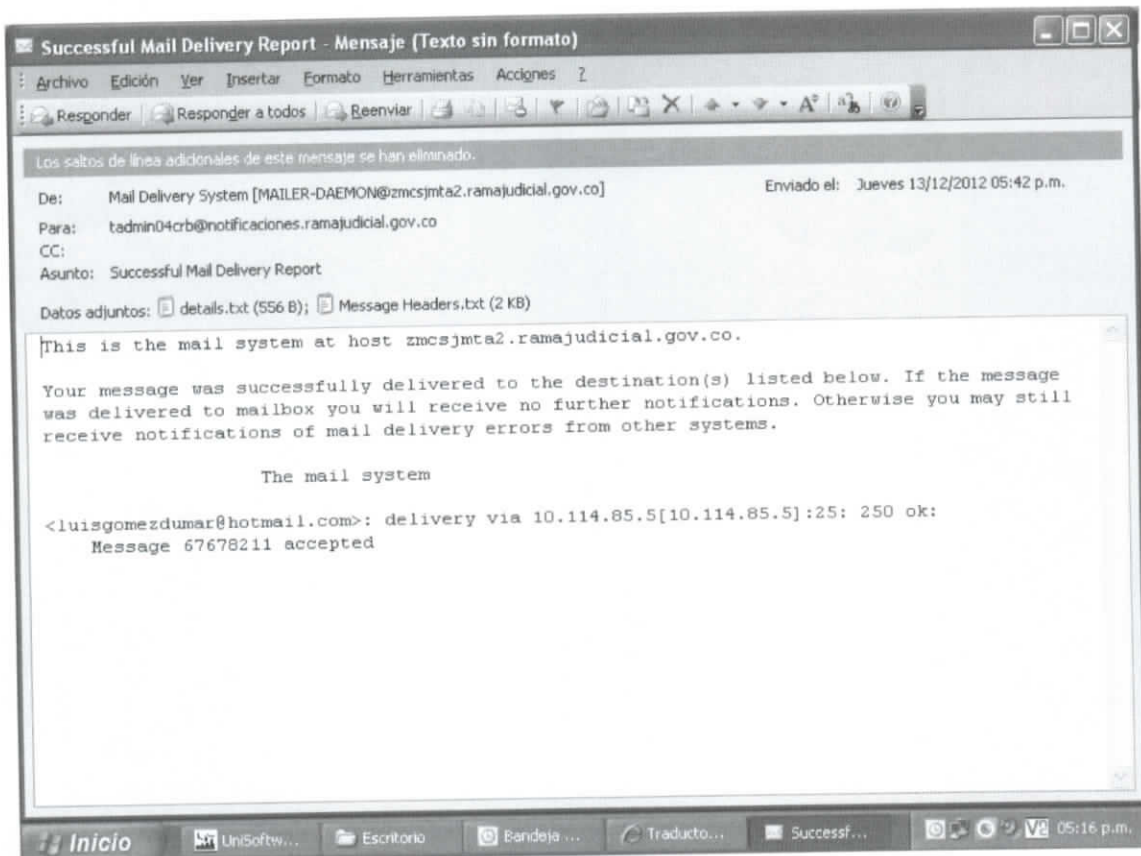 Successful Mail Delivery Report - Mensaje (Texto sin formato)
Archivo Edición Ver Insertar Formato Herramientas Acciones ?
Responder Responder a todos Reenviar
Los saltos de línea adicionales de este mensaje se han eliminado.
De: Mail Delivery System [MAILER-DAEMON@zmcsjmta2.ramajudicial.gov.co] Enviado el: Jueves 13/12/2012 05:42 p.m.
Para: tadmin04crb@notificaciones.ramajudicial.gov.co
CC:
Asunto: Successful Mail Delivery Report
Datos adjuntos: details.txt (556 B); Message Headers.txt (2 KB)
This is the mail system at host zmcsjmta2.ramajudicial.gov.co.
Your message was successfully delivered to the destination(s) listed below. If the message
was delivered to mailbox you will receive no further notifications. Otherwise you may still
receive notifications of mail delivery errors from other systems.
The mail system
<luisgomezdumar@hotmail.com>: delivery via 10.114.85.5[10.114.85.5]:25: 250 ok:
Message 67678211 accepted
Inicio UniSoftw... Escritorio Bandeja ... Traducto... Successf... 05:16 p.m.